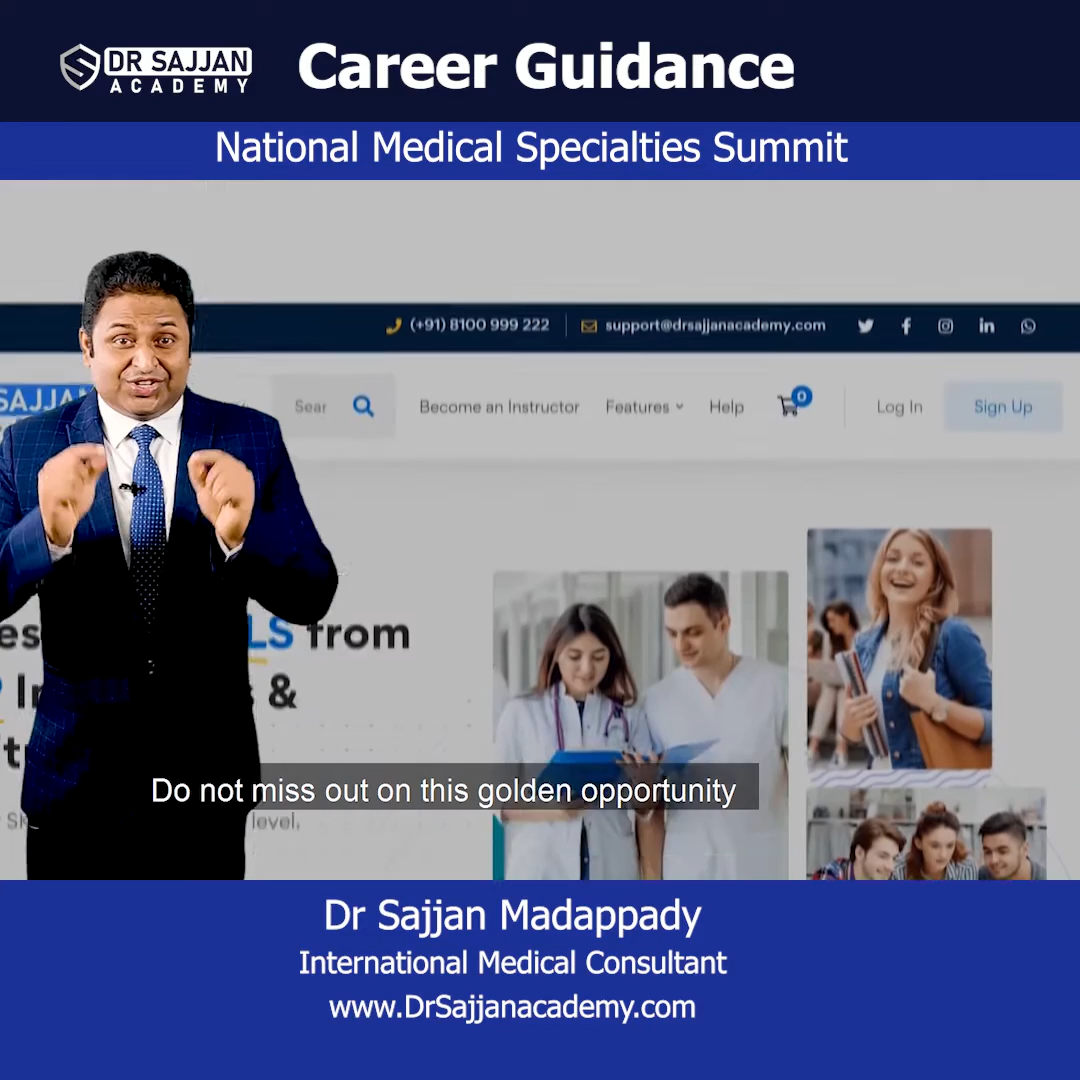 DR SAJJAN
ACADEMY
Career Guidance
National Medical Specialties Summit
(+91) 8100 999 222
support@drsajjanacademy.com
SAJJAN
Sear
Become an Instructor
Features
Help
0
Log In
Sign Up
LS from
&
Do not miss out on this golden opportunity
level,
Dr Sajjan Madappady
International Medical Consultant
www.DrSajjanacademy.com